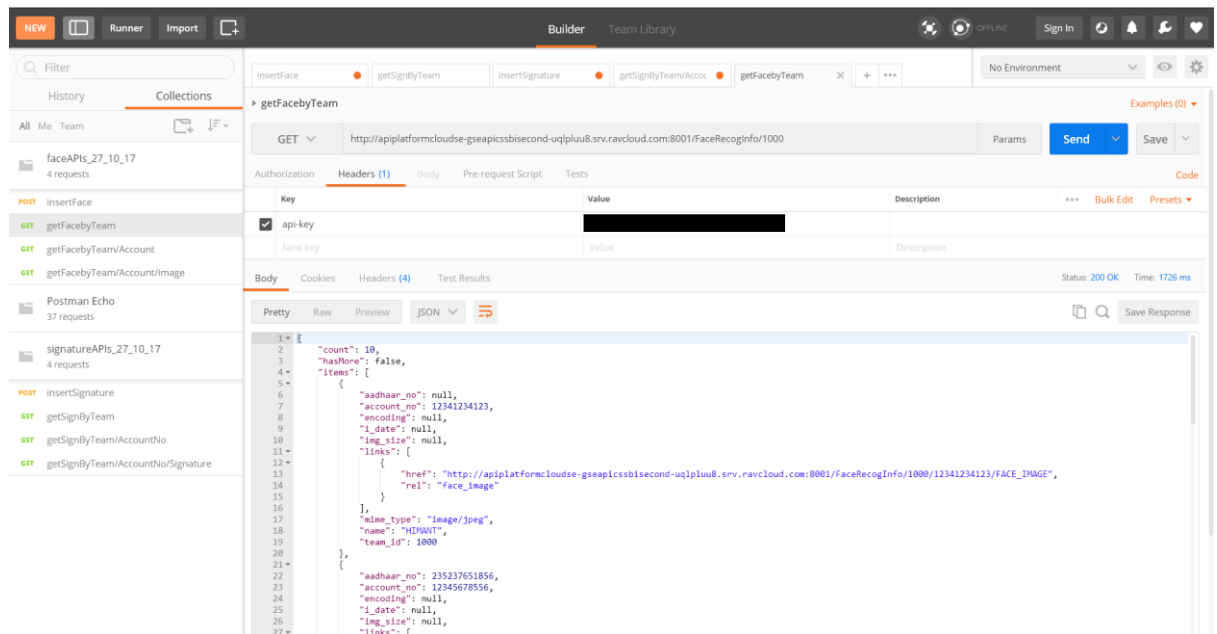 NEW Runner Import Builder Team Library OFFLINE Sign In
Filter
History Collections
All Me Team
faceAPIs_27_10_17
4 requests
POST insertFace
GET getFacebyTeam
GET getFacebyTeam/Account
GET getFacebyTeam/Account/image
Postman Echo
37 requests
signatureAPIs_27_10_17
4 requests
POST insertSignature
GET getSignByTeam
GET getSignByTeam/AccountNo
GET getSignByTeam/AccountNo/Signature
insertFace getSignByTeam insertSignature getSignByTeam/Accou getFacebyTeam No Environment
getFacebyTeam Examples (0)
GET http://apiplatformcloudse-gseapicssbisecond-uqlpluu8.srv.ravcloud.com:8001/FaceRecogInfo/1000 Params Send Save
Authorization Headers (1) Body Pre-request Script Tests Code
Key Value Description Bulk Edit Presets
api-key
New key Value Description
Body Cookies Headers (4) Test Results Status: 200 OK Time: 1726 ms
Pretty Raw Preview JSON Save Response
1 {
2 "count": 10,
3 "hasMore": false,
4 "items": [
5 {
6 "aadhaar_no": null,
7 "account_no": 12341234123,
8 "encoding": null,
9 "i_date": null,
10 "img_size": null,
11 "links": [
12 {
13 "href": "http://apiplatformcloudse-gseapicssbisecond-uqlpluu8.srv.ravcloud.com:8001/FaceRecogInfo/1000/12341234123/FACE_IMAGE",
14 "rel": "face_image"
15 }
16 ],
17 "mime_type": "image/jpeg",
18 "name": "HIMANT",
19 "team_id": 1000
20 },
21 {
22 "aadhaar_no": 235237651856,
23 "account_no": 12345678556,
24 "encoding": null,
25 "i_date": null,
26 "img_size": null,
27 "links": [